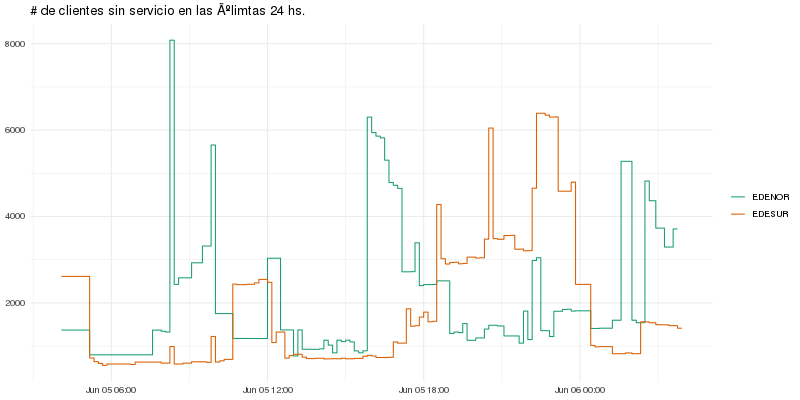 # de clientes sin servicio en las Ãºlimtas 24 hs.
8000
6000
4000
2000
Jun 05 06:00
Jun 05 12:00
Jun 05 18:00
Jun 06 00:00
EDENOR
EDESUR